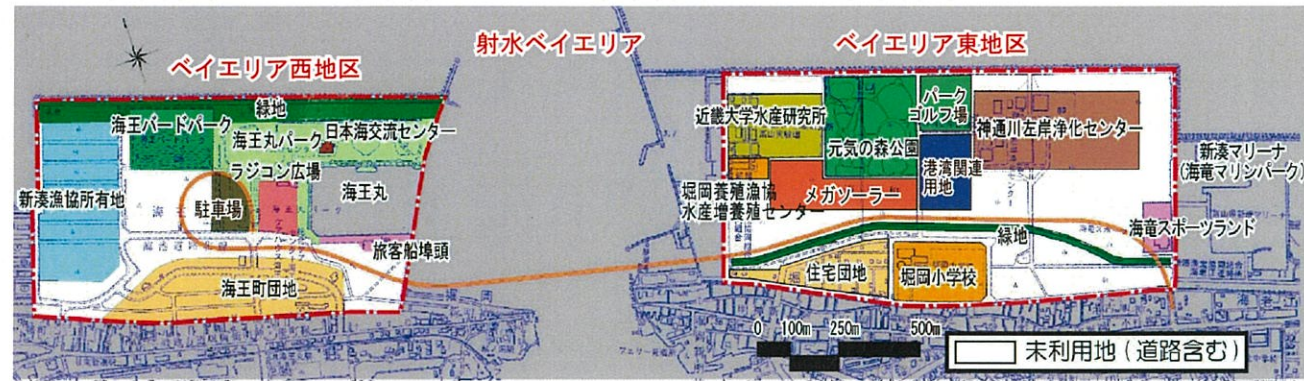 射水ベイエリア
ベイエリア西地区
ベイエリア東地区
緑地
海王バードパーク
海王丸パーク
日本海交流センター
ラジコン広場
新湊漁協所有地
駐車場
海王丸
旅客船埠頭
海王町団地
近畿大学水産研究所
元気の森公園
パーク
ゴルフ場
神通川左岸浄化センター
港湾関連
用地
新湊マリーナ
(海竜マリンパーク)
堀岡養殖漁協
水産増養殖センター
メガソーラー
緑地
海竜スポーツランド
住宅団地
堀岡小学校
0 100m 250m 500m
未利用地(道路含む)